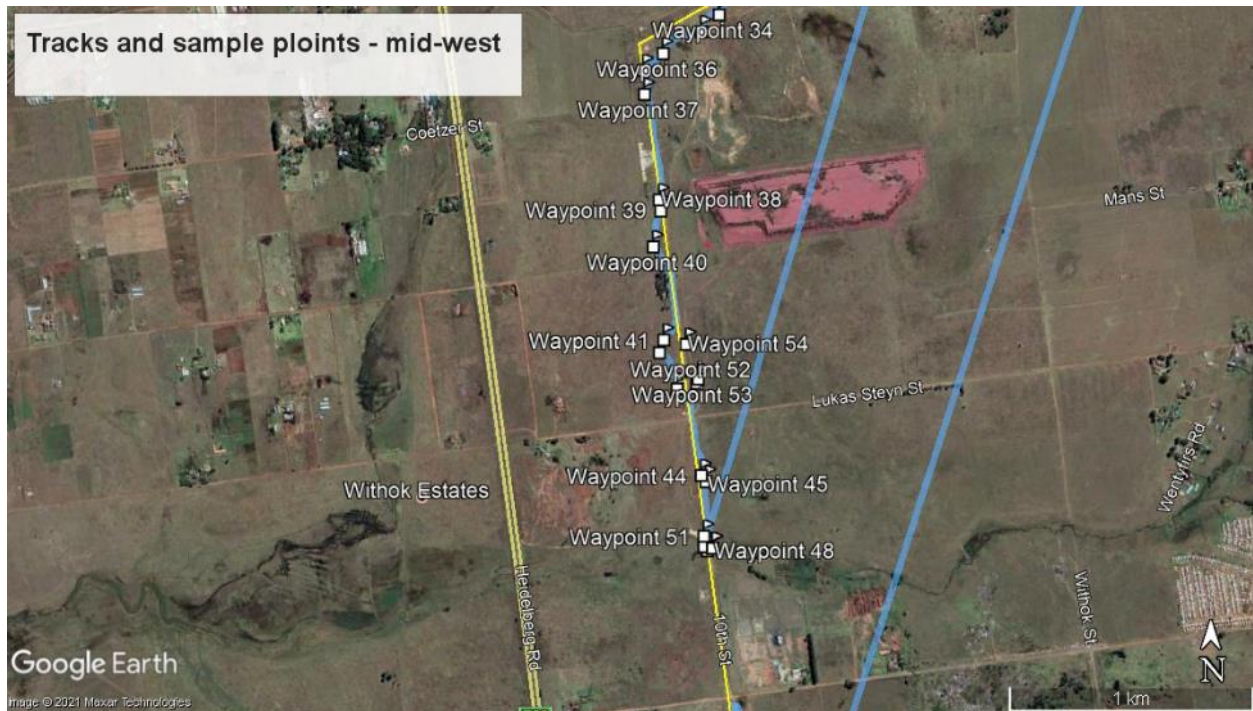 Tracks and sample ploints - mid-west
Waypoint 34
Waypoint 36
Waypoint 37
Coetzer St
Waypoint 38
Waypoint 39
Mans St
Waypoint 40
Waypoint 41
Waypoint 54
Waypoint 52
Waypoint 53
Lukas Steyn St
Wentyfirs Rd
Waypoint 44
Waypoint 45
Withok Estates
Waypoint 51
Waypoint 48
Heidelberg Rd
10th St
Withok St
N
Google Earth
Image © 2021 Maxar Technologies
1 km